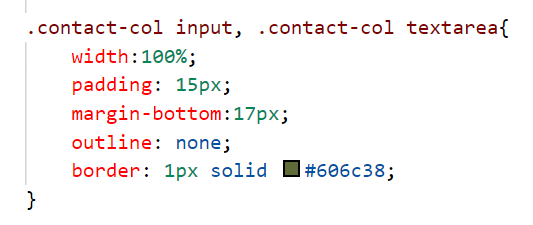 .contact-col input, .contact-col textarea{
width:100%;
padding: 15px;
margin-bottom:17px;
outline: none;
border: 1px solid #606c38;
}